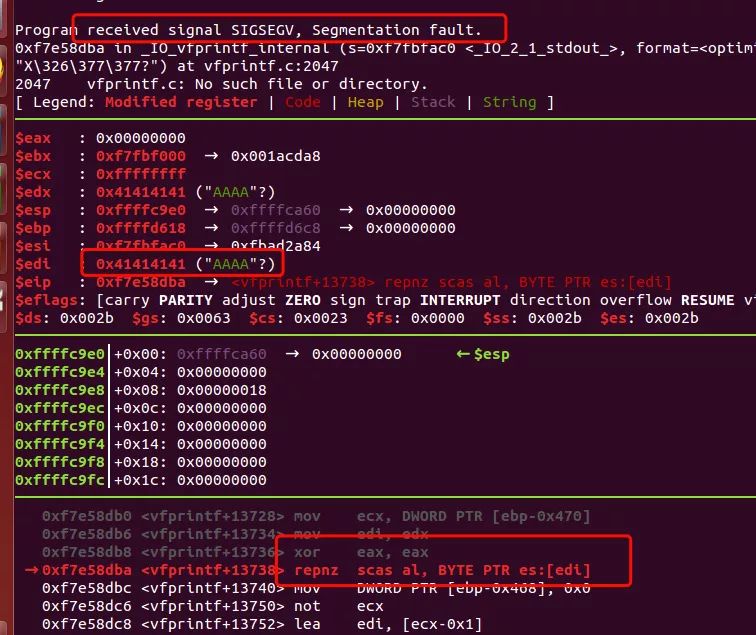 Program received signal SIGSEGV, Segmentation fault.
0xf7e58dba in _IO_vfprintf_internal (s=0xf7fbfac0 <_IO_2_1_stdout_>, format=<optim
"X\326\377\377?") at vfprintf.c:2047
2047    vfprintf.c: No such file or directory.
[ Legend: Modified register | Code | Heap | Stack | String ]
$eax   : 0x00000000
$ebx   : 0xf7fbf000  →  0x001acda8
$ecx   : 0xffffffff
$edx   : 0x41414141 ("AAAA"?)
$esp   : 0xffffc9e0  →  0xffffca60  →  0x00000000
$ebp   : 0xffffd618  →  0xffffd6c8  →  0x00000000
$esi   : 0xf7fbfac0  →  0xfbad2a84
$edi   : 0x41414141 ("AAAA"?)
$eip   : 0xf7e58dba  →  <vfprintf+13738> repnz scas al, BYTE PTR es:[edi]
$eflags: [carry PARITY adjust ZERO sign trap INTERRUPT direction overflow RESUME vi
$ds: 0x002b  $gs: 0x0063  $cs: 0x0023  $fs: 0x0000  $ss: 0x002b  $es: 0x002b
0xffffc9e0│+0x00: 0xffffca60  →  0x00000000      ←$esp
0xffffc9e4│+0x04: 0x00000000
0xffffc9e8│+0x08: 0x00000018
0xffffc9ec│+0x0c: 0x00000000
0xffffc9f0│+0x10: 0x00000000
0xffffc9f4│+0x14: 0x00000000
0xffffc9f8│+0x18: 0x00000000
0xffffc9fc│+0x1c: 0x00000000
0xf7e58db0 <vfprintf+13728> mov    ecx, DWORD PTR [ebp-0x470]
0xf7e58db6 <vfprintf+13734> mov    edi, edx
0xf7e58db8 <vfprintf+13736> xor    eax, eax
→0xf7e58dba <vfprintf+13738> repnz  scas al, BYTE PTR es:[edi]
0xf7e58dbc <vfprintf+13740> mov    DWORD PTR [ebp-0x468], 0x0
0xf7e58dc6 <vfprintf+13750> not    ecx
0xf7e58dc8 <vfprintf+13752> lea    edi, [ecx-0x1]